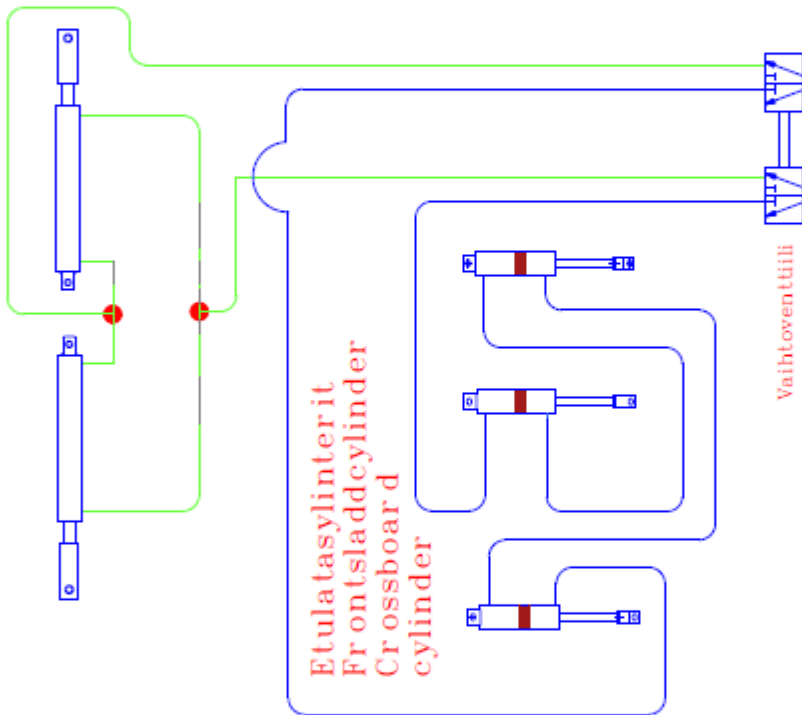 Etulatasylinterit
Frontsladdcylinder
Crossboard
cylinder
Vaihtoventtiili